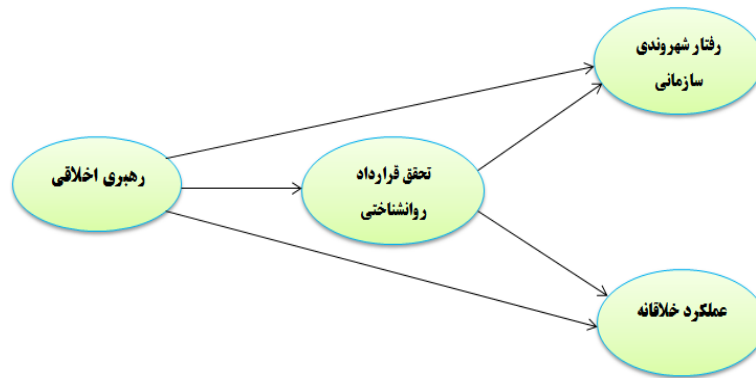 رفتار شهروندی
سازمانی
رهبری اخلاقی
تحقق قرارداد
روانشناختی
عملکرد خلاقانه